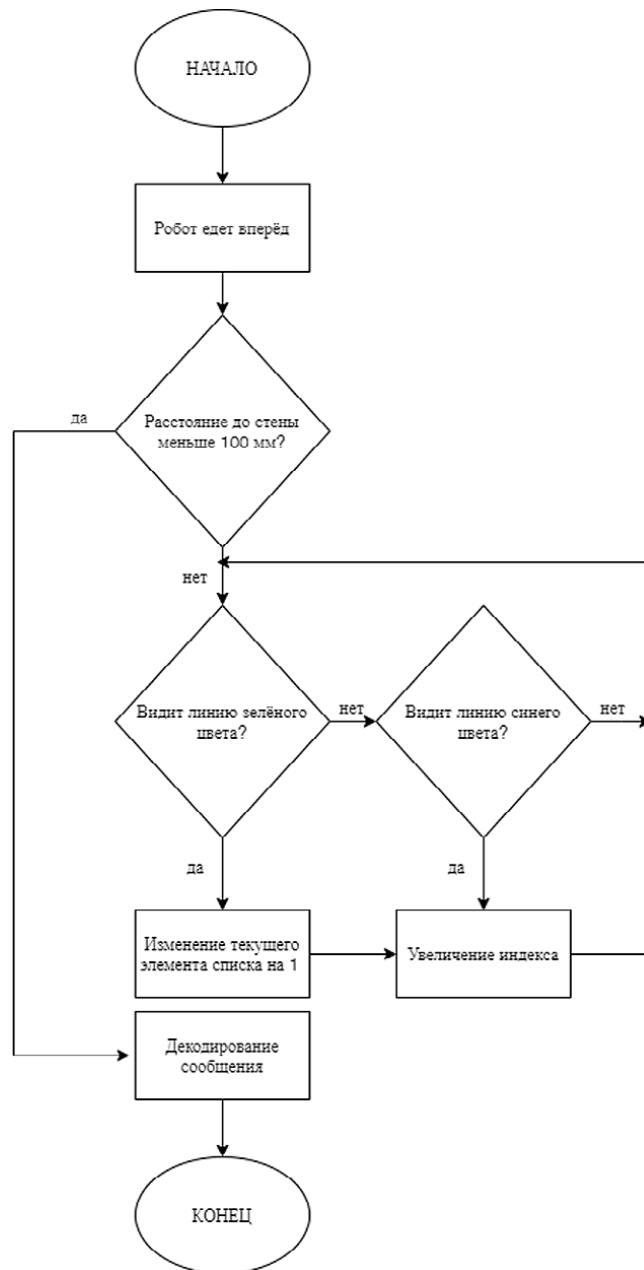 НАЧАЛО
Робот едет вперёд
да
Расстояние до стены
меньше 100 мм?
нет
Видит линию зелёного
цвета?
нет
Видит линию синего
цвета?
нет
да
да
Изменение текущего
элемента списка на 1
Увеличение индекса
Декодирование
сообщения
КОНЕЦ